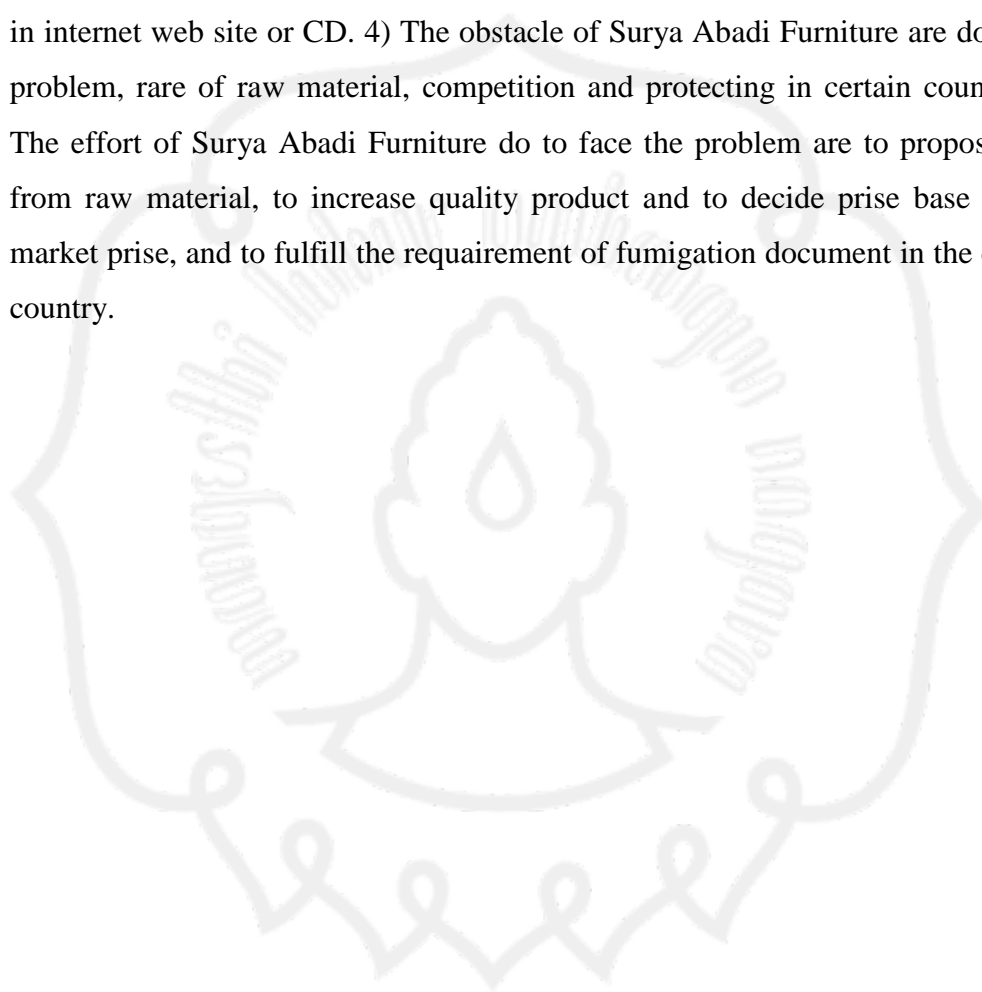 in internet web site or CD. 4) The obstacle of Surya Abadi Furniture are do
problem, rare of raw material, competition and protecting in certain coun
The effort of Surya Abadi Furniture do to face the problem are to propos
from raw material, to increase quality product and to decide prise base
market prise, and to fulfill the requairement of fumigation document in the
country.